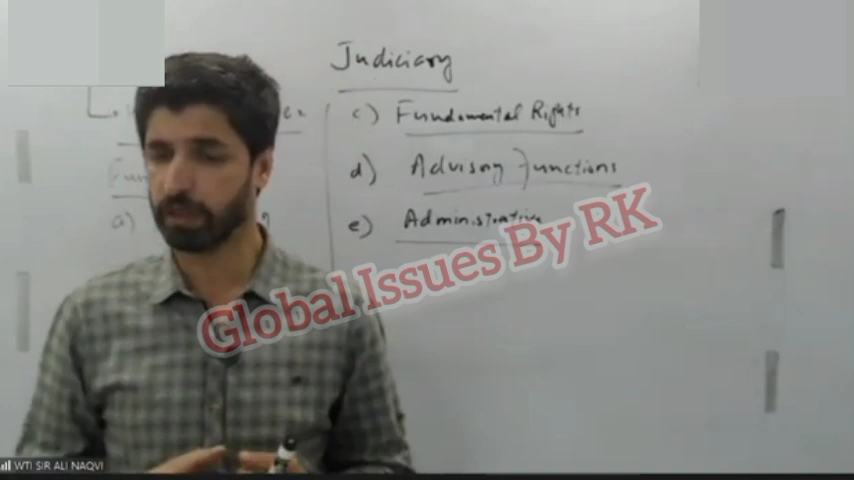 Judiciary
c) Fundamental Rights
d) Advisory Functions
e) Administrative
a)
Global Issues By RK
WTI SIR ALI NAQVI